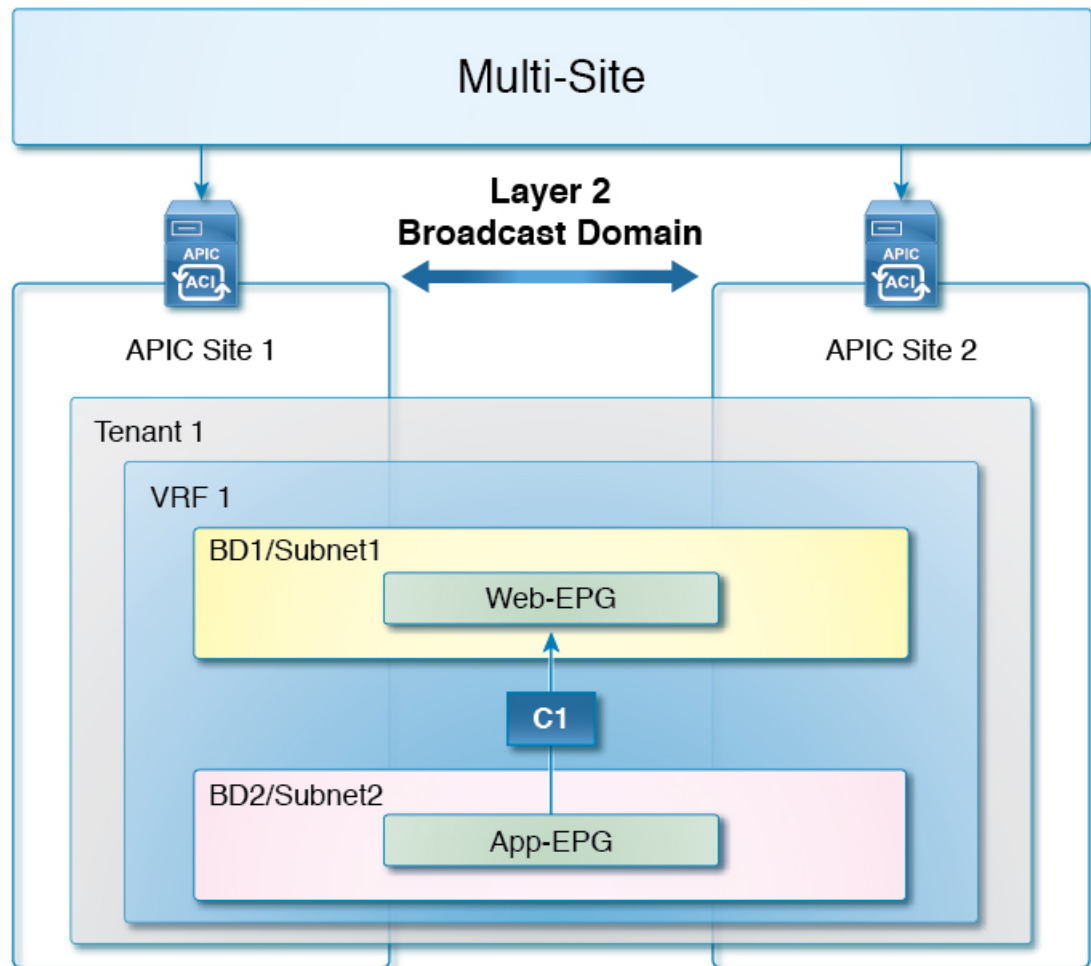 Multi-Site
Layer 2
Broadcast Domain
APIC
ACI
APIC
ACI
APIC Site 1
APIC Site 2
Tenant 1
VRF 1
BD1/Subnet1
Web-EPG
C1
BD2/Subnet2
App-EPG